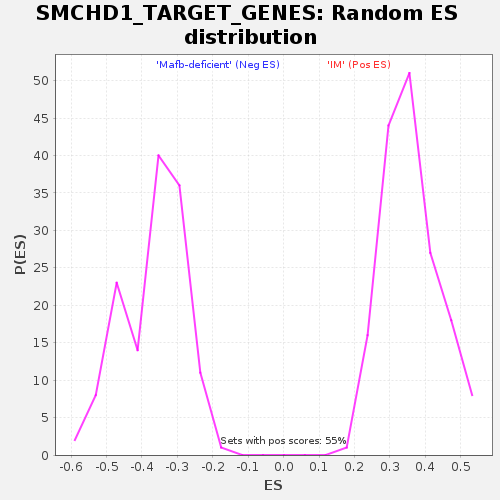 SMCHD1_TARGET_GENES: Random ES
distribution
'Mafb-deficient' (Neg ES)
'IM' (Pos ES)
P(ES)
50
45
40
35
30
25
20
15
10
5
0
Sets with pos scores: 55%
-0.6 -0.5 -0.4 -0.3 -0.2 -0.1 0.0 0.1 0.2 0.3 0.4 0.5
ES